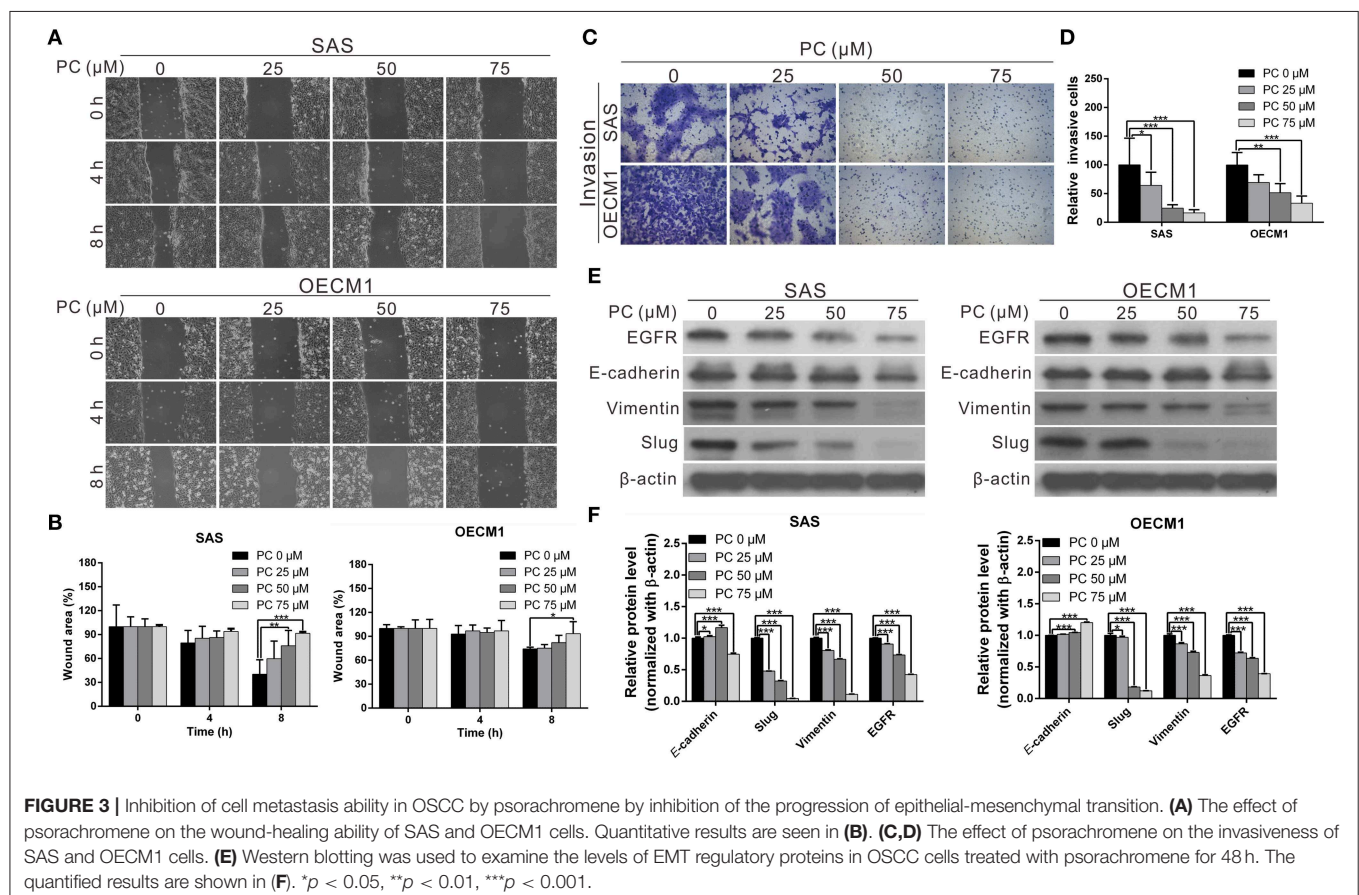 A
SAS
PC (µM)
0 25 50 75
0 h
4 h
8 h
OECM1
PC (µM)
0 25 50 75
0h
4 h
8 h
B
SAS
Wound area (%)
180
150
120
90
60
30
0
PC 0 µM
PC 25 µM
PC 50 µM
PC 75 µM
***
**
0 4 8
Time (h)
OECM1
Wound area (%)
180
150
120
90
60
30
0
PC 0 µM
PC 25 µM
PC 50 µM
PC 75 µM
*
0 4 8
Time (h)
C
PC (µM)
0 25 50 75
Invasion
SAS
OECM1
D
Relative invasive cells
250
200
150
100
50
0
PC 0 µM
PC 25 µM
PC 50 µM
PC 75 µM
***
***
*
***
**
SAS OECM1
E
SAS
PC (µM) 0 25 50 75
EGFR
E-cadherin
Vimentin
Slug
β-actin
OECM1
PC (µM) 0 25 50 75
EGFR
E-cadherin
Vimentin
Slug
β-actin
F
SAS
Relative protein level
(normalized with β-actin)
2.5
2.0
1.5
1.0
0.5
0.0
PC 0 µM
PC 25 µM
PC 50 µM
PC 75 µM
*** *** *** ***
*** *** *** ***
* *** *** ***
E-cadherin Slug Vimentin EGFR
OECM1
Relative protein level
(normalized with β-actin)
2.5
2.0
1.5
1.0
0.5
0.0
PC 0 µM
PC 25 µM
PC 50 µM
PC 75 µM
*** *** *** ***
*** *** *** ***
* *** ***
E-cadherin Slug Vimentin EGFR
FIGURE 3 | Inhibition of cell metastasis ability in OSCC by psorachromene by inhibition of the progression of epithelial-mesenchymal transition. (A) The effect of
psorachromene on the wound-healing ability of SAS and OECM1 cells. Quantitative results are seen in (B). (C,D) The effect of psorachromene on the invasiveness of
SAS and OECM1 cells. (E) Western blotting was used to examine the levels of EMT regulatory proteins in OSCC cells treated with psorachromene for 48 h. The
quantified results are shown in (F). *p < 0.05, **p < 0.01, ***p < 0.001.